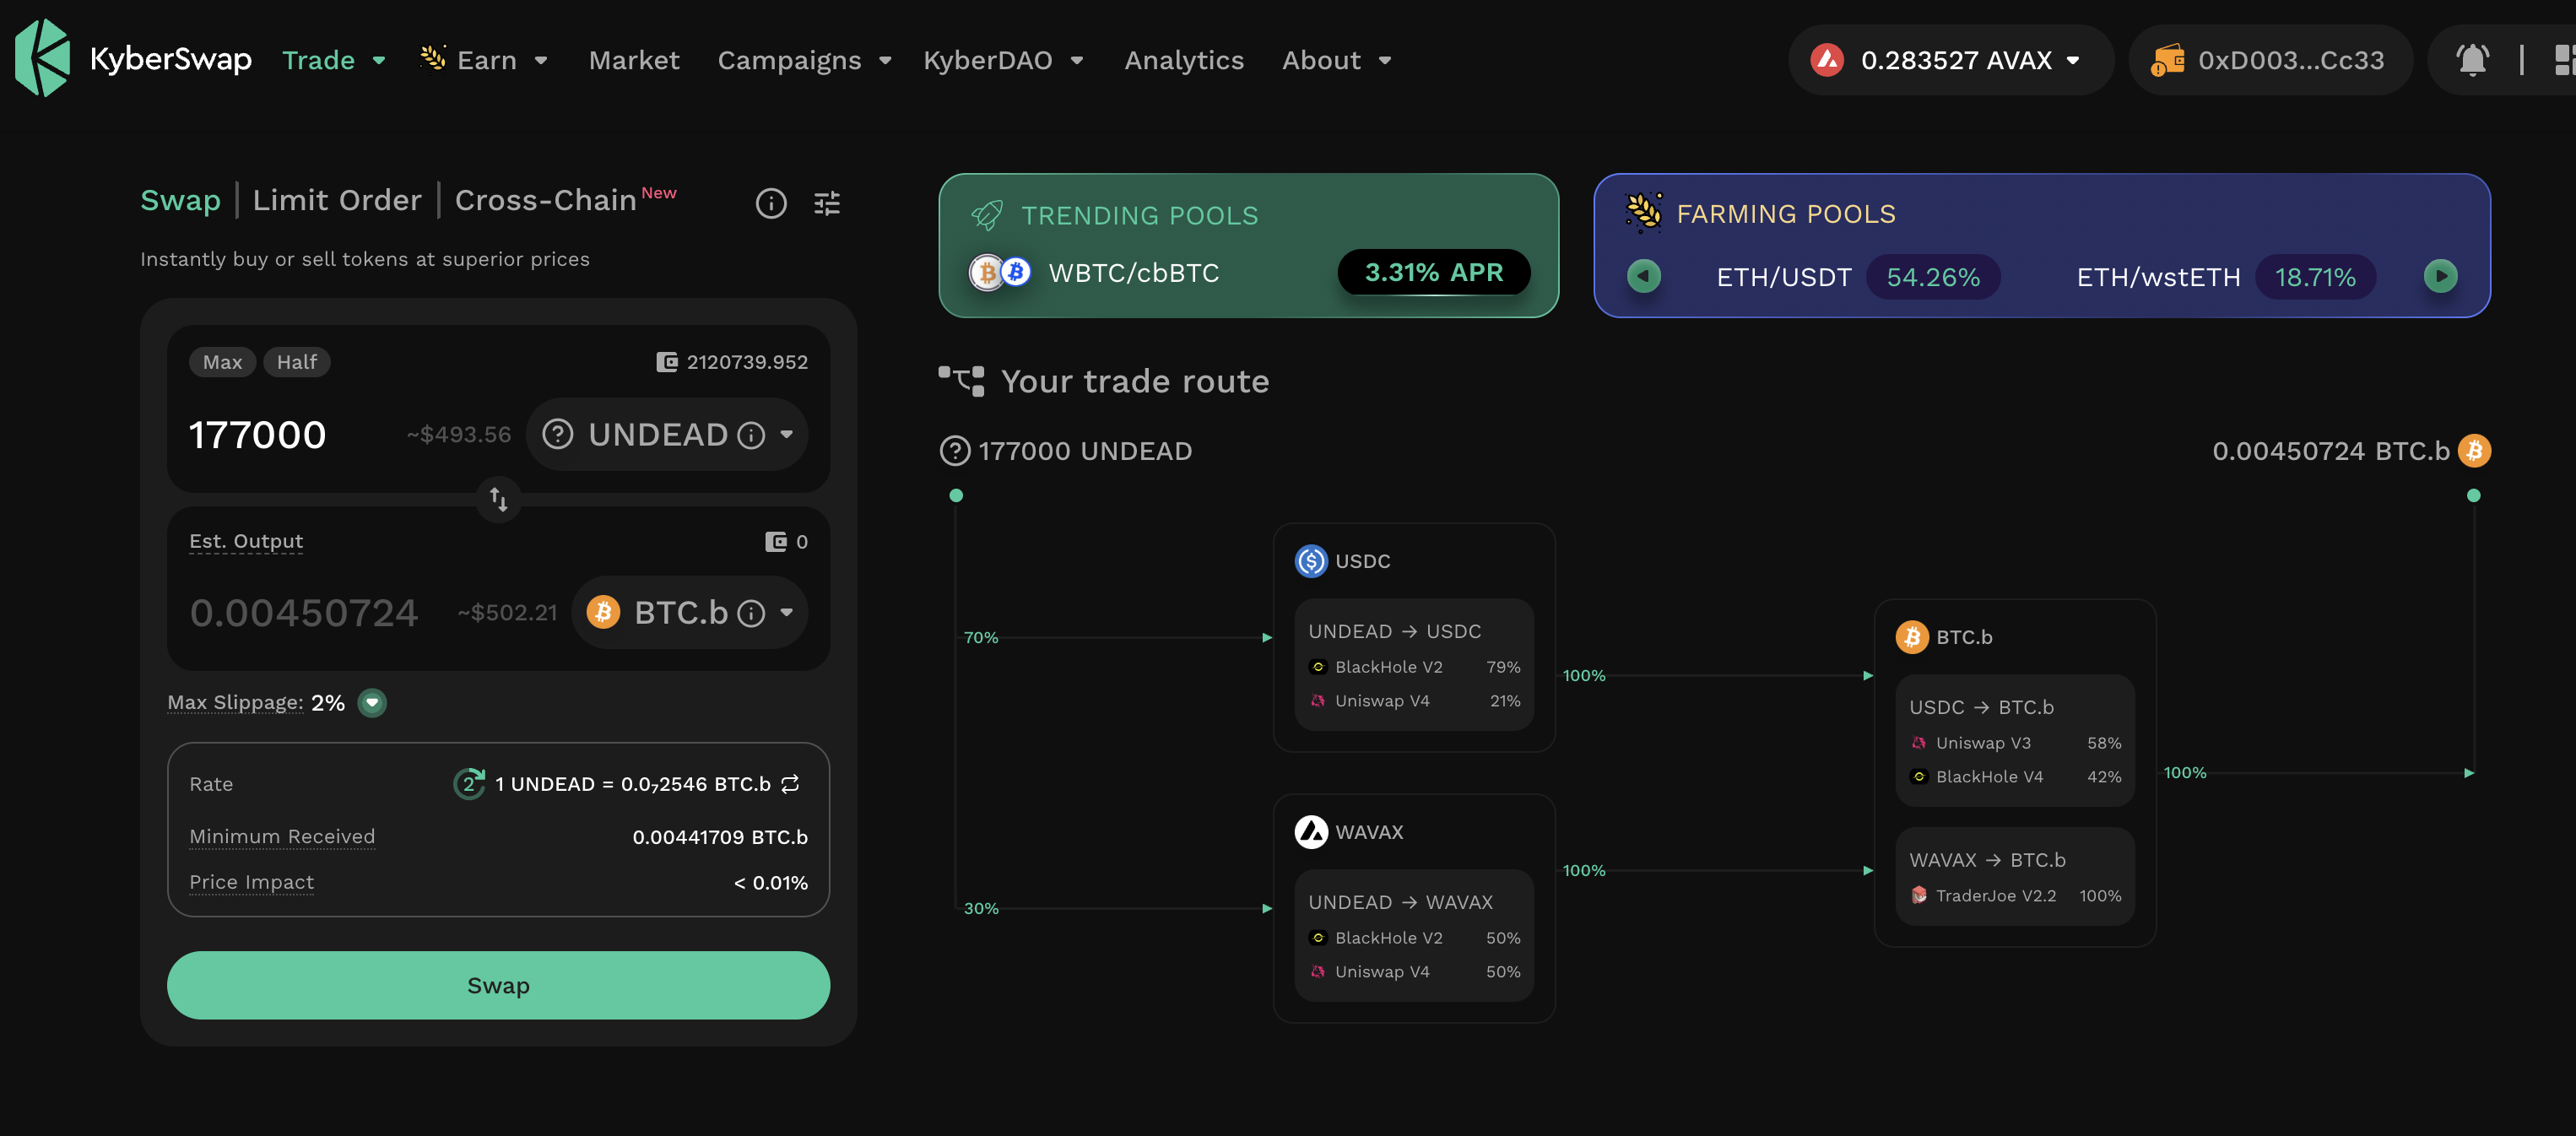 KyberSwap Trade Earn Market Campaigns KyberDAO Analytics About 0.283527 AVAX 0xD003...Cc33
Swap | Limit Order | Cross-Chain New
Instantly buy or sell tokens at superior prices
Max Half 2120739.952
177000 ~$493.56 UNDEAD
Est. Output 0
0.00450724 ~$502.21 BTC.b
Max Slippage: 2%
Rate 2 1 UNDEAD = 0.0₇2546 BTC.b
Minimum Received 0.00441709 BTC.b
Price Impact < 0.01%
Swap
TRENDING POOLS
WBTC/cbBTC 3.31% APR
FARMING POOLS
ETH/USDT 54.26% ETH/wstETH 18.71%
Your trade route
177000 UNDEAD 0.00450724 BTC.b
70%
USDC
UNDEAD → USDC
BlackHole V2 79%
Uniswap V4 21%
100%
30%
WAVAX
UNDEAD → WAVAX
BlackHole V2 50%
Uniswap V4 50%
100%
BTC.b
USDC → BTC.b
Uniswap V3 58%
BlackHole V4 42%
WAVAX → BTC.b
TraderJoe V2.2 100%
100%